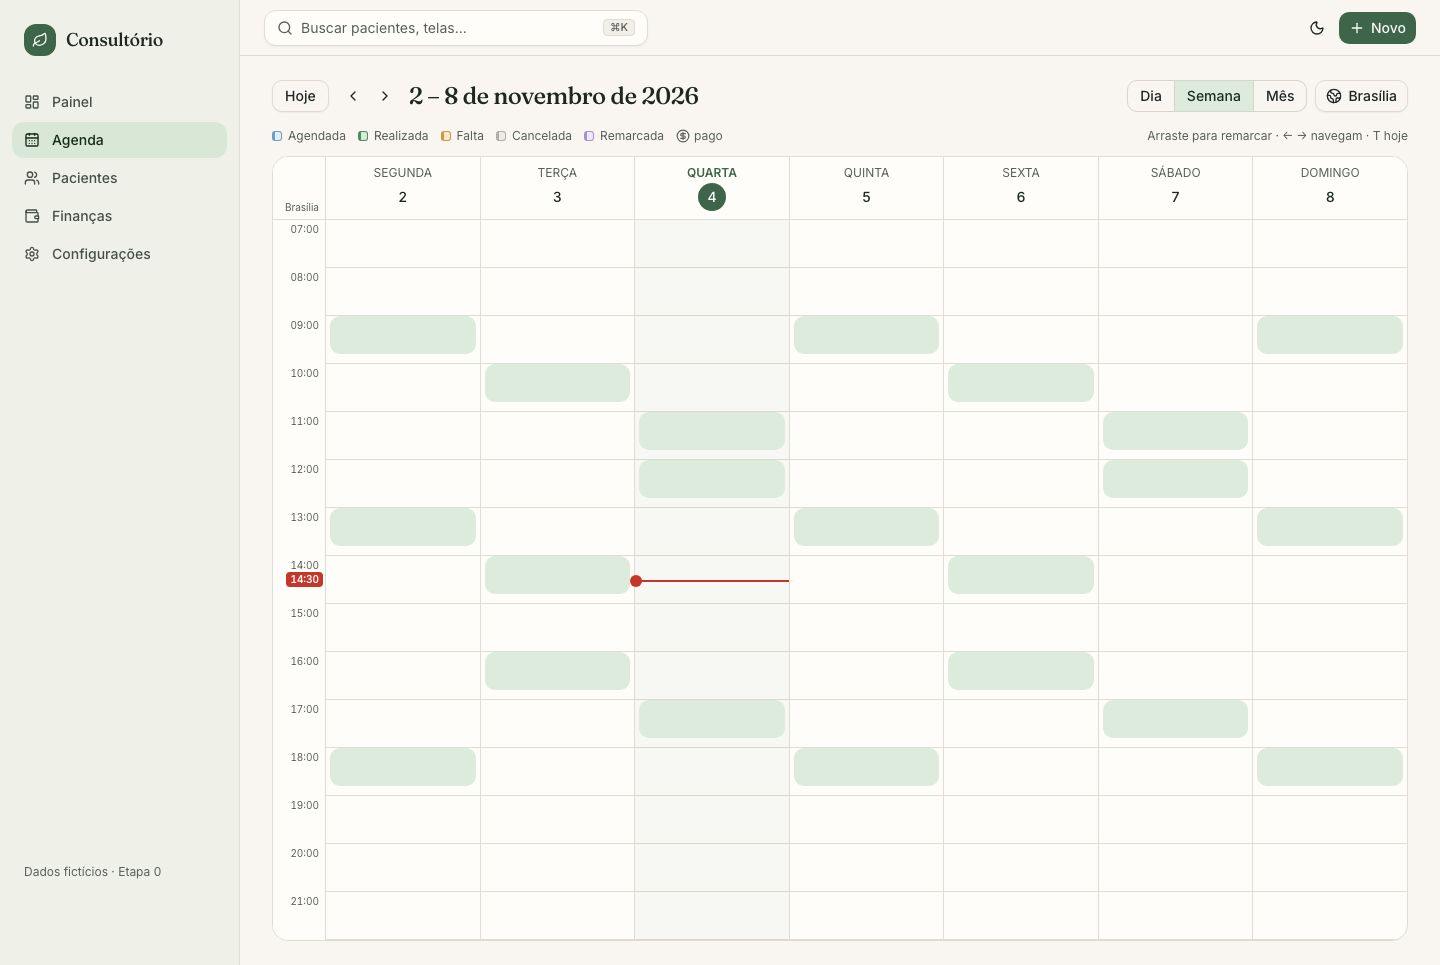 Consultório
Painel
Agenda
Pacientes
Finanças
Configurações
Dados fictícios · Etapa 0
Buscar pacientes, telas...
⌘K
Novo
Hoje
2 – 8 de novembro de 2026
Dia
Semana
Mês
Brasília
Agendada
Realizada
Falta
Cancelada
Remarcada
pago
Arraste para remarcar · ← → navegam · T hoje
Brasília
SEGUNDA
2
TERÇA
3
QUARTA
4
QUINTA
5
SEXTA
6
SÁBADO
7
DOMINGO
8
07:00
08:00
09:00
10:00
11:00
12:00
13:00
14:00
14:30
15:00
16:00
17:00
18:00
19:00
20:00
21:00